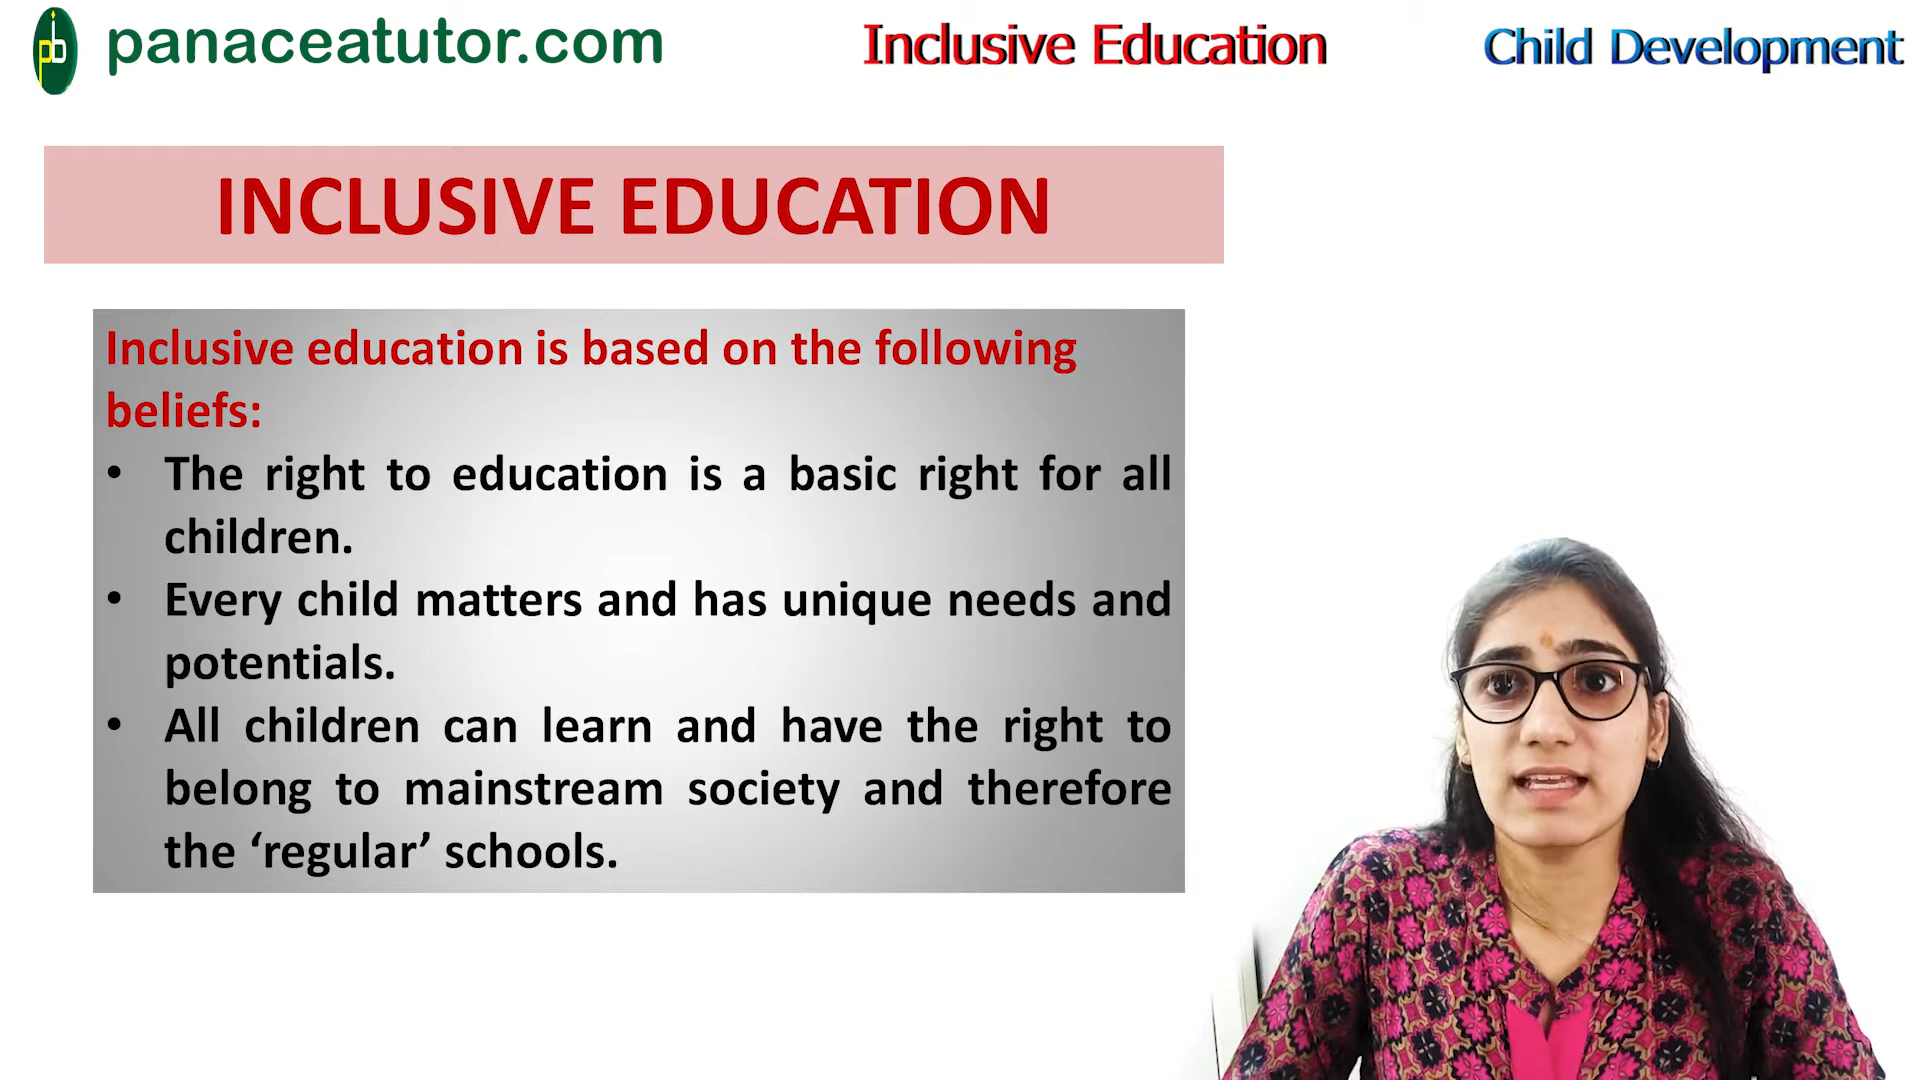 pb panaceatutor.com Inclusive Education Child Development
INCLUSIVE EDUCATION
Inclusive education is based on the following
beliefs:
• The right to education is a basic right for all
children.
• Every child matters and has unique needs and
potentials.
• All children can learn and have the right to
belong to mainstream society and therefore
the ‘regular’ schools.